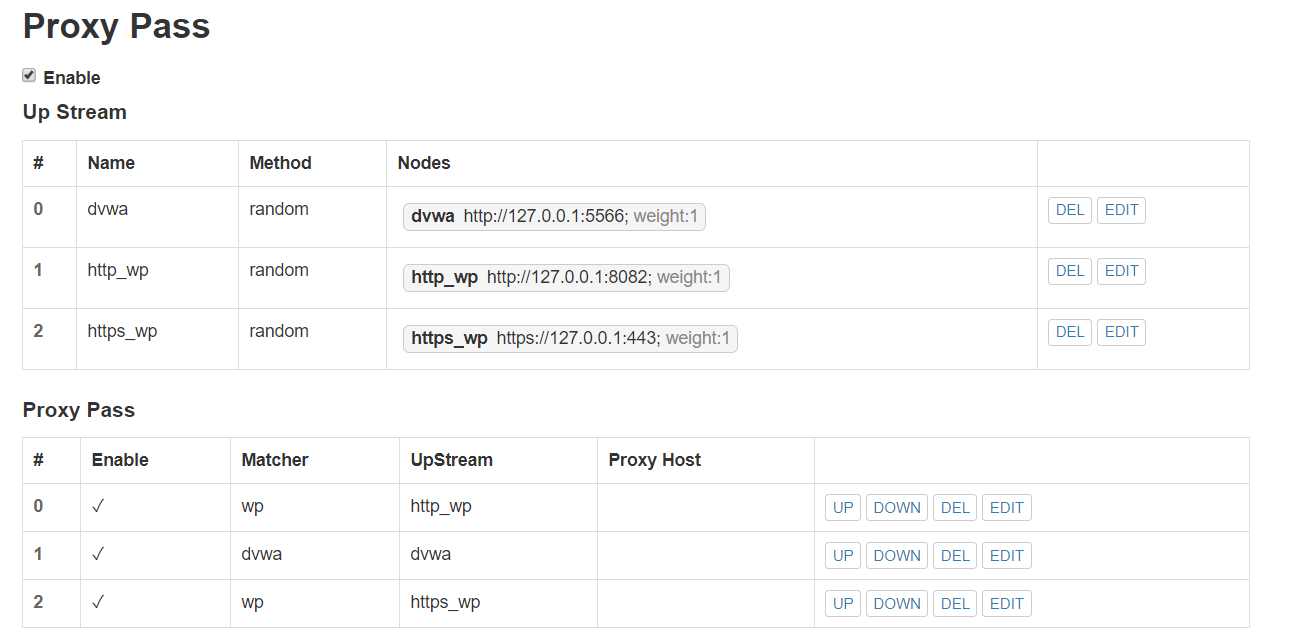 Proxy Pass
Enable
Up Stream
# Name Method Nodes
0 dvwa random dvwa http://127.0.0.1:5566; weight:1 DEL EDIT
1 http_wp random http_wp http://127.0.0.1:8082; weight:1 DEL EDIT
2 https_wp random https_wp https://127.0.0.1:443; weight:1 DEL EDIT
Proxy Pass
# Enable Matcher UpStream Proxy Host
0 ✓ wp http_wp UP DOWN DEL EDIT
1 ✓ dvwa dvwa UP DOWN DEL EDIT
2 ✓ wp https_wp UP DOWN DEL EDIT